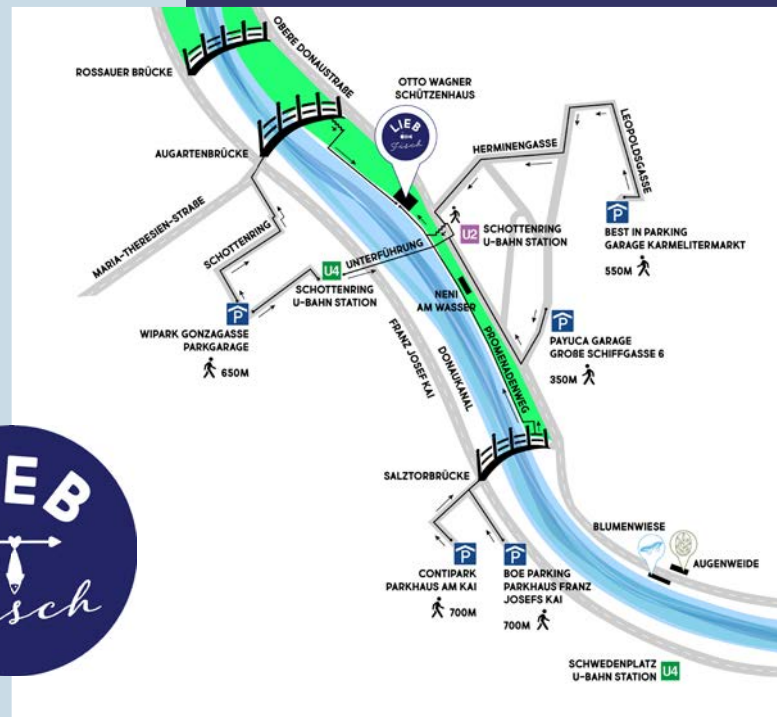 ROSSAUER BRÜCKE
OBERE DONAUSTRAßE
OTTO WAGNER
SCHÜTZENHAUS
LIEB
Fisch
AUGARTENBRÜCKE
HERMINENGASSE
LEOPOLDSGASSE
MARIA-THERESIEN-STRAßE
SCHOTTENRING
UNTERFÜHRUNG
U2 SCHOTTENRING
U-BAHN STATION
P
BEST IN PARKING
GARAGE KARMELITERMARKT
550M
U4
SCHOTTENRING
U-BAHN STATION
NENI
AM WASSER
P
WIPARK GONZAGASSE
PARKGARAGE
650M
FRANZ JOSEF KAI
DONAUKANAL
PROMENADENWEG
P
PAYUCA GARAGE
GROßE SCHIFFGASSE 6
350M
SALZTORBRÜCKE
P
CONTIPARK
PARKHAUS AM KAI
700M
P
BOE PARKING
PARKHAUS FRANZ
JOSEFS KAI
700M
BLUMENWIESE
AUGENWEIDE
SCHWEDENPLATZ
U-BAHN STATION U4
EB
sch